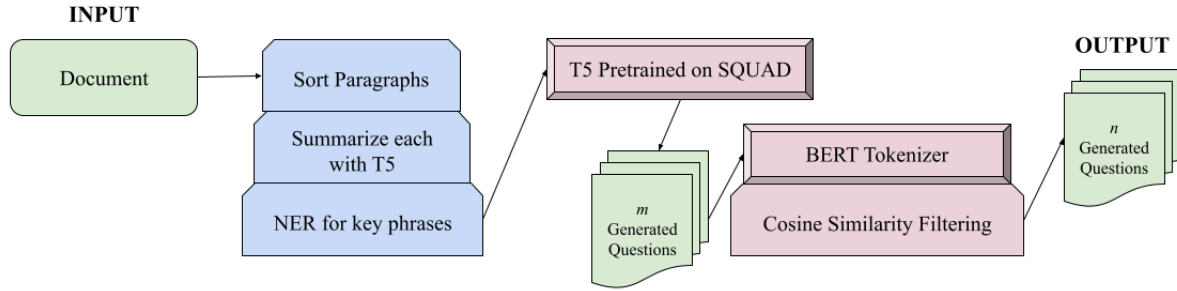 INPUT
Document
Sort Paragraphs
Summarize each
with T5
NER for key phrases
T5 Pretrained on SQUAD
m
Generated
Questions
BERT Tokenizer
Cosine Similarity Filtering
OUTPUT
n
Generated
Questions